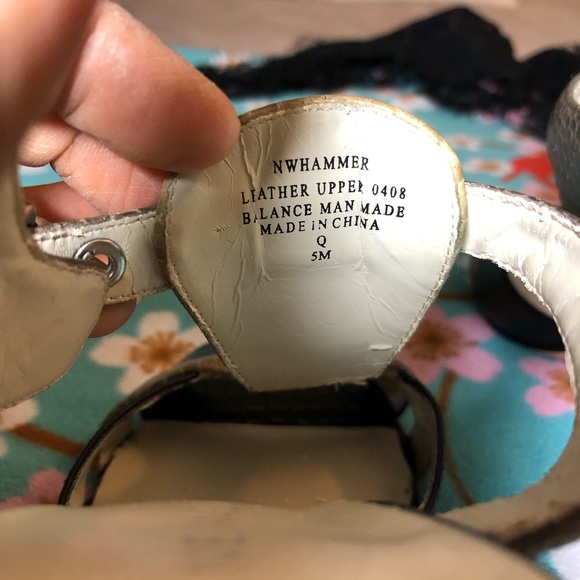 NWHAMMER
LEATHER UPPER 0408
BALANCE MAN MADE
MADE IN CHINA
Q
5M